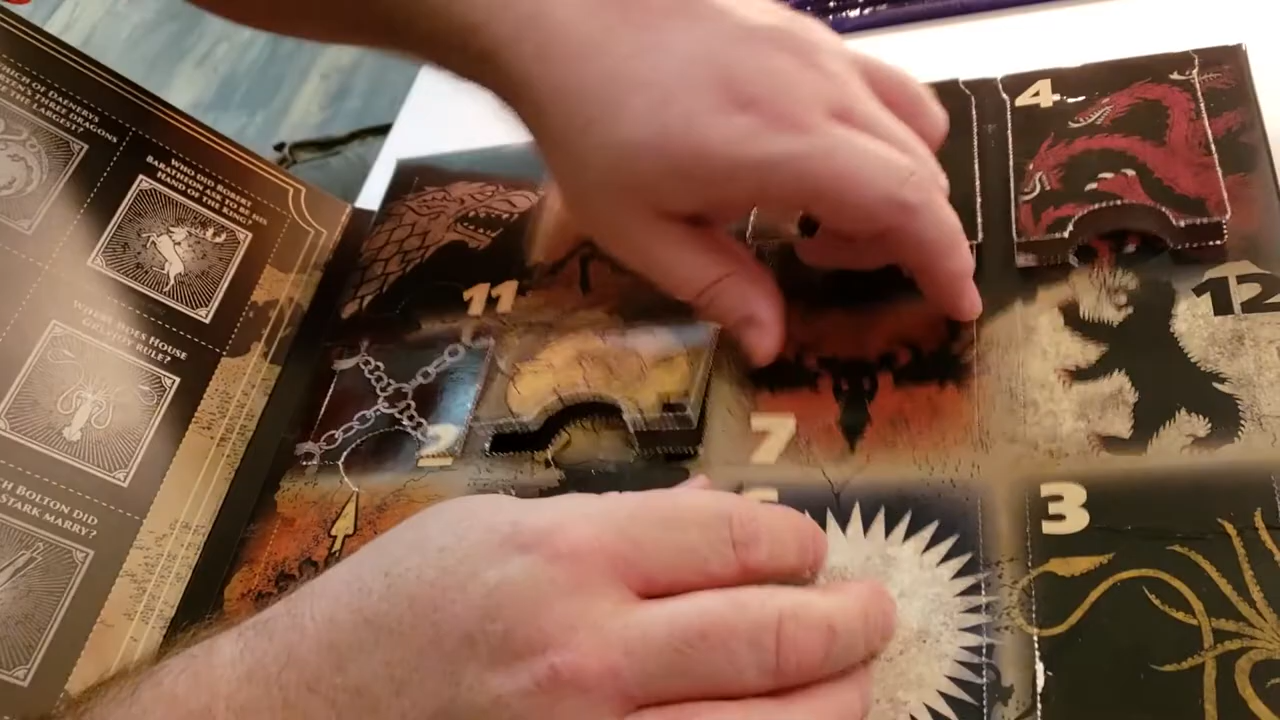 WHICH OF DAENERYS
THREE DRAGONS
THE LARGEST?
WHO DID ROBERT
BARATHEON ASK TO BE HIS
HAND OF THE KING?
WHERE DOES HOUSE
GREYJOY RULE?
BOLTON DID
STARK MARRY?
11
2
7
4
12
3